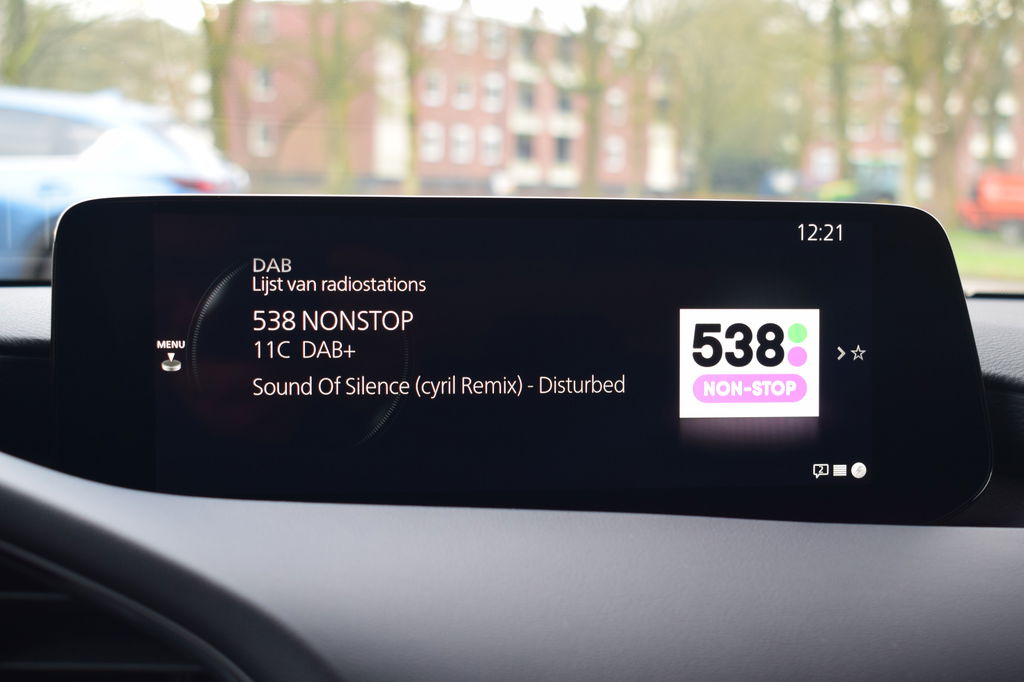 12:21
DAB
Lijst van radiostations
538 NONSTOP
11C DAB+
Sound Of Silence (cyril Remix) - Disturbed
MENU
538
NON-STOP
2